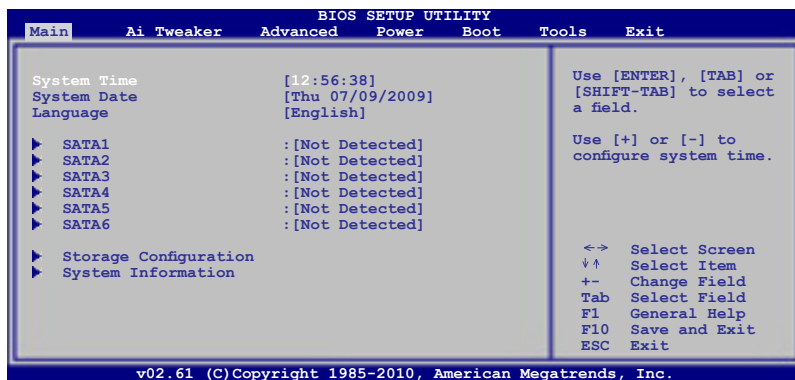 BIOS SETUP UTILITY
Main Ai Tweaker Advanced Power Boot Tools Exit
System Time [12:56:38]
System Date [Thu 07/09/2009]
Language [English]
SATA1 :[Not Detected]
SATA2 :[Not Detected]
SATA3 :[Not Detected]
SATA4 :[Not Detected]
SATA5 :[Not Detected]
SATA6 :[Not Detected]
Storage Configuration
System Information
Use [ENTER], [TAB] or
[SHIFT-TAB] to select
a field.
Use [+] or [-] to
configure system time.
←→ Select Screen
↓↑ Select Item
+- Change Field
Tab Select Field
F1 General Help
F10 Save and Exit
ESC Exit
v02.61 (C)Copyright 1985-2010, American Megatrends, Inc.